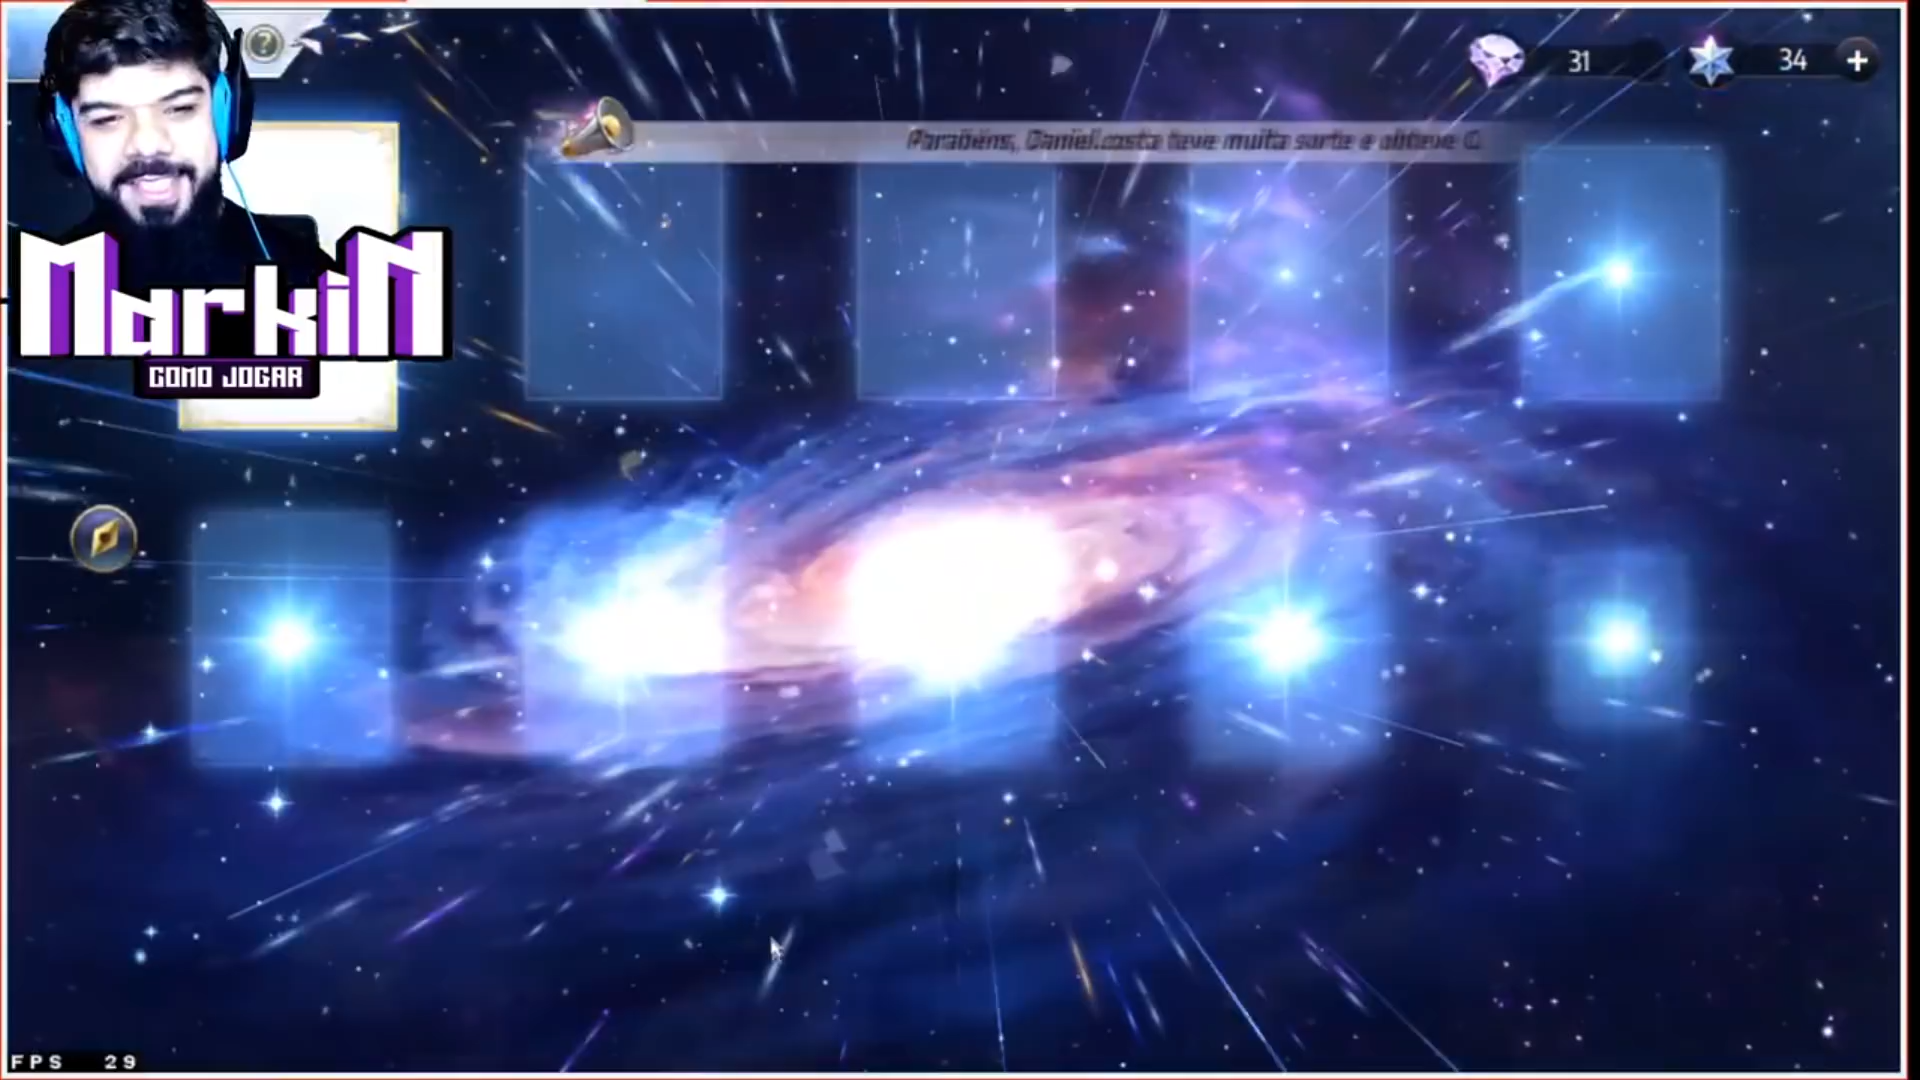 ?
31
34 +
Parabéns, Daniel.costa teve muita sorte e obteve O
MarkiN
COMO JOGAR
FPS 29